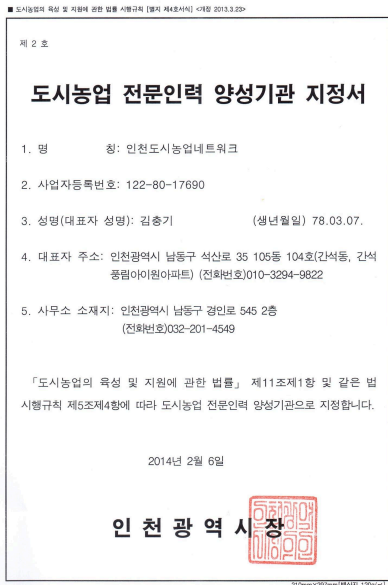 ■ 도시농업의 육성 및 지원에 관한 법률 시행규칙 [별지 제4호서식] <개정 2013.3.23>
제 2 호
도시농업 전문인력 양성기관 지정서
1. 명 칭: 인천도시농업네트워크
2. 사업자등록번호: 122-80-17690
3. 성명(대표자 성명): 김충기 (생년월일) 78.03.07.
4. 대표자 주소: 인천광역시 남동구 석산로 35 105동 104호(간석동, 간석
풍림아이원아파트) (전화번호)010-3294-9822
5. 사무소 소재지: 인천광역시 남동구 경인로 545 2층
(전화번호)032-201-4549
「도시농업의 육성 및 지원에 관한 법률」 제11조제1항 및 같은 법
시행규칙 제5조제4항에 따라 도시농업 전문인력 양성기관으로 지정합니다.
2014년 2월 6일
인천광역시장